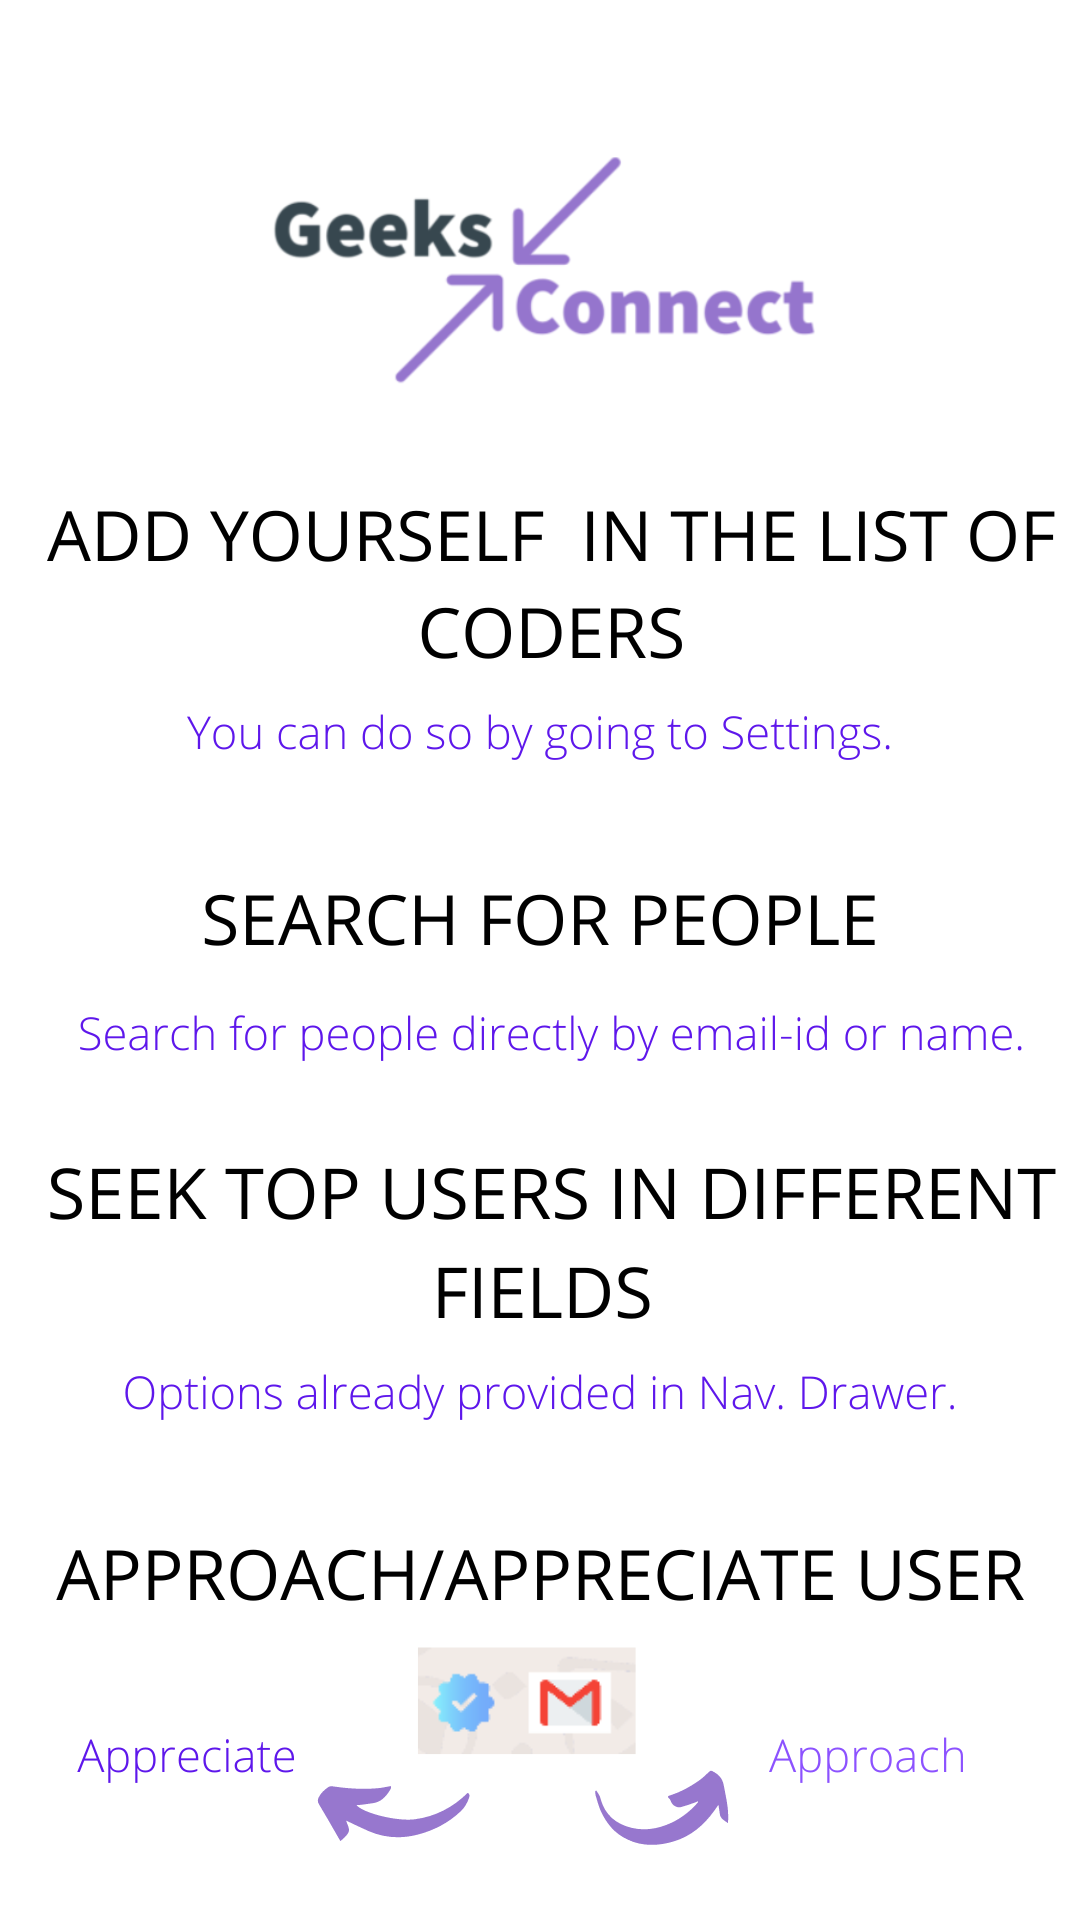 Geeks
Connect
ADD YOURSELF  IN THE LIST OF
CODERS
You can do so by going to Settings.
SEARCH FOR PEOPLE
Search for people directly by email-id or name.
SEEK TOP USERS IN DIFFERENT
FIELDS
Options already provided in Nav. Drawer.
APPROACH/APPRECIATE USER
Appreciate
Approach